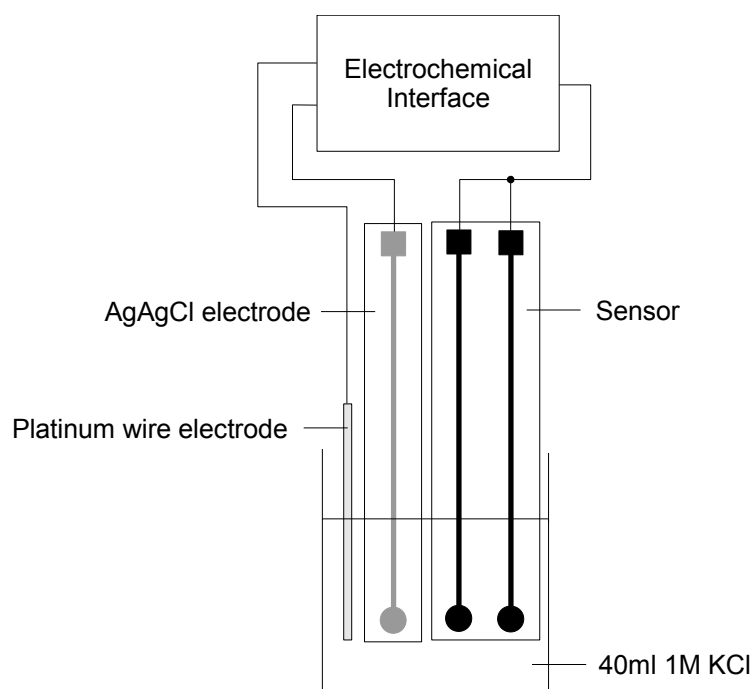 Electrochemical
Interface
AgAgCl electrode
Sensor
Platinum wire electrode
40ml 1M KCl